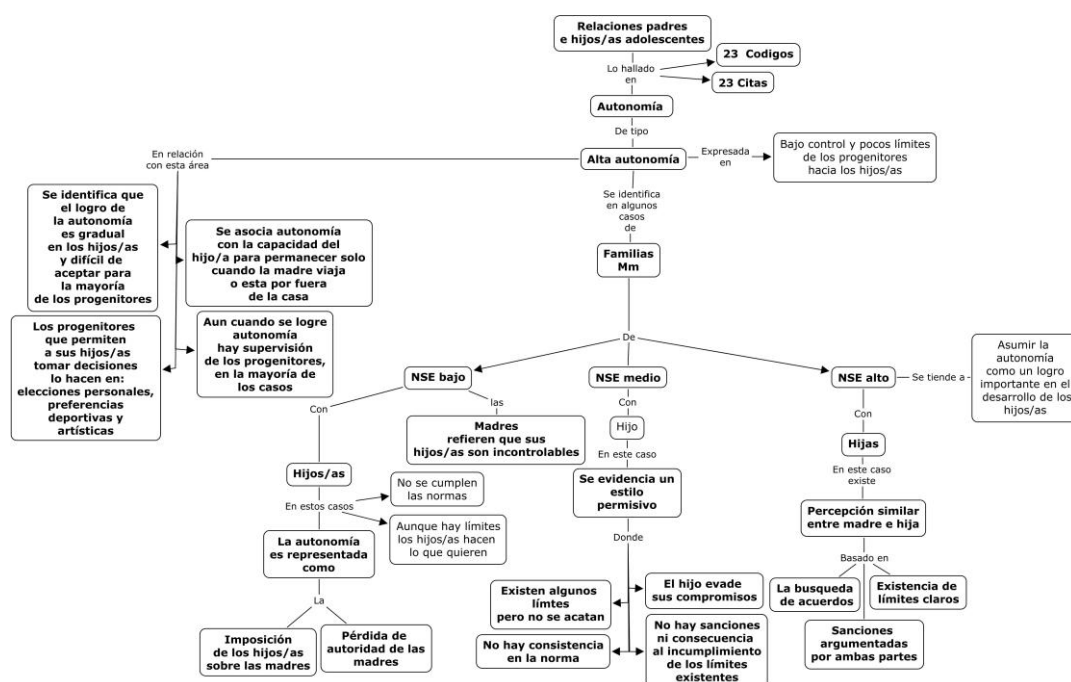 Relaciones padres
e hijos/as adolescentes
23 Codigos
Lo hallado
en
23 Citas
Autonomía
De tipo
Alta autonomía
Expresada
en
Bajo control y pocos límites
de los progenitores
hacia los hijos/as
En relación
con esta área
Se identifica que
el logro de
la autonomía
es gradual
en los hijos/as
y difícil de
aceptar para
la mayoría
de los progenitores
Se asocia autonomía
con la capacidad del
hijo/a para permanecer solo
cuando la madre viaja
o esta por fuera
de la casa
Los progenitores
que permiten
a sus hijos/as
tomar decisiones
lo hacen en:
elecciones personales,
preferencias
deportivas y
artísticas
Aun cuando se logre
autonomía
hay supervisión
de los progenitores,
en la mayoría de
los casos
Se identifica
en algunos
casos
de
Familias
Mm
De
NSE bajo
NSE medio
NSE alto
Se tiende a
Asumir la
autonomía
como un logro
importante en el
desarrollo de los
hijos/as
Con
las
Madres
refieren que sus
hijos/as son incontrolables
Hijos/as
En estos casos
No se cumplen
las normas
Aunque hay límites
los hijos/as hacen
lo que quieren
La autonomía
es representada
como
La
Imposición
de los hijos/as
sobre las madres
Pérdida de
autoridad de las
madres
Con
Hijo
En este caso
Se evidencia un
estilo
permisivo
Donde
Existen algunos
límtes
pero no se acatan
El hijo evade
sus compromisos
No hay consistencia
en la norma
No hay sanciones
ni consecuencia
al incumplimiento
de los límites
existentes
Con
Hijas
En este caso
existe
Percepción similar
entre madre e hija
Basado en
La busqueda
de acuerdos
Existencia de
límites claros
Sanciones
argumentadas
por ambas partes